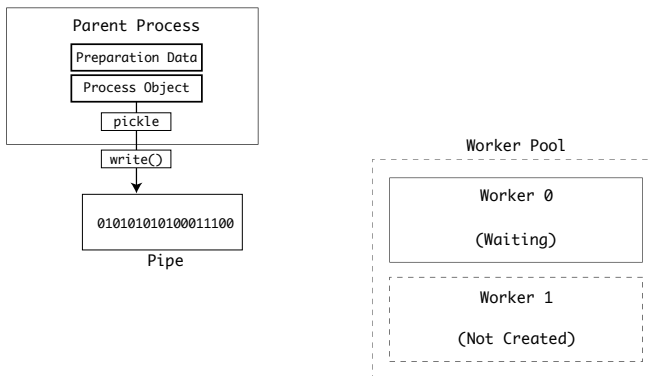 Parent Process
Preparation Data
Process Object
pickle
write()
010101010100011100
Pipe
Worker Pool
Worker 0
(Waiting)
Worker 1
(Not Created)